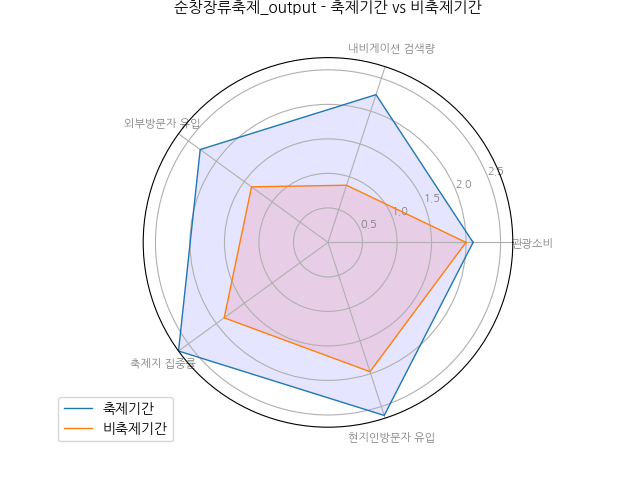 순창장류축제_output - 축제기간 vs 비축제기간
내비게이션 검색량
외부방문자 유입
2.5
2.0
1.5
1.0
0.5
관광소비
축제지 집중률
현지인방문자 유입
축제기간
비축제기간